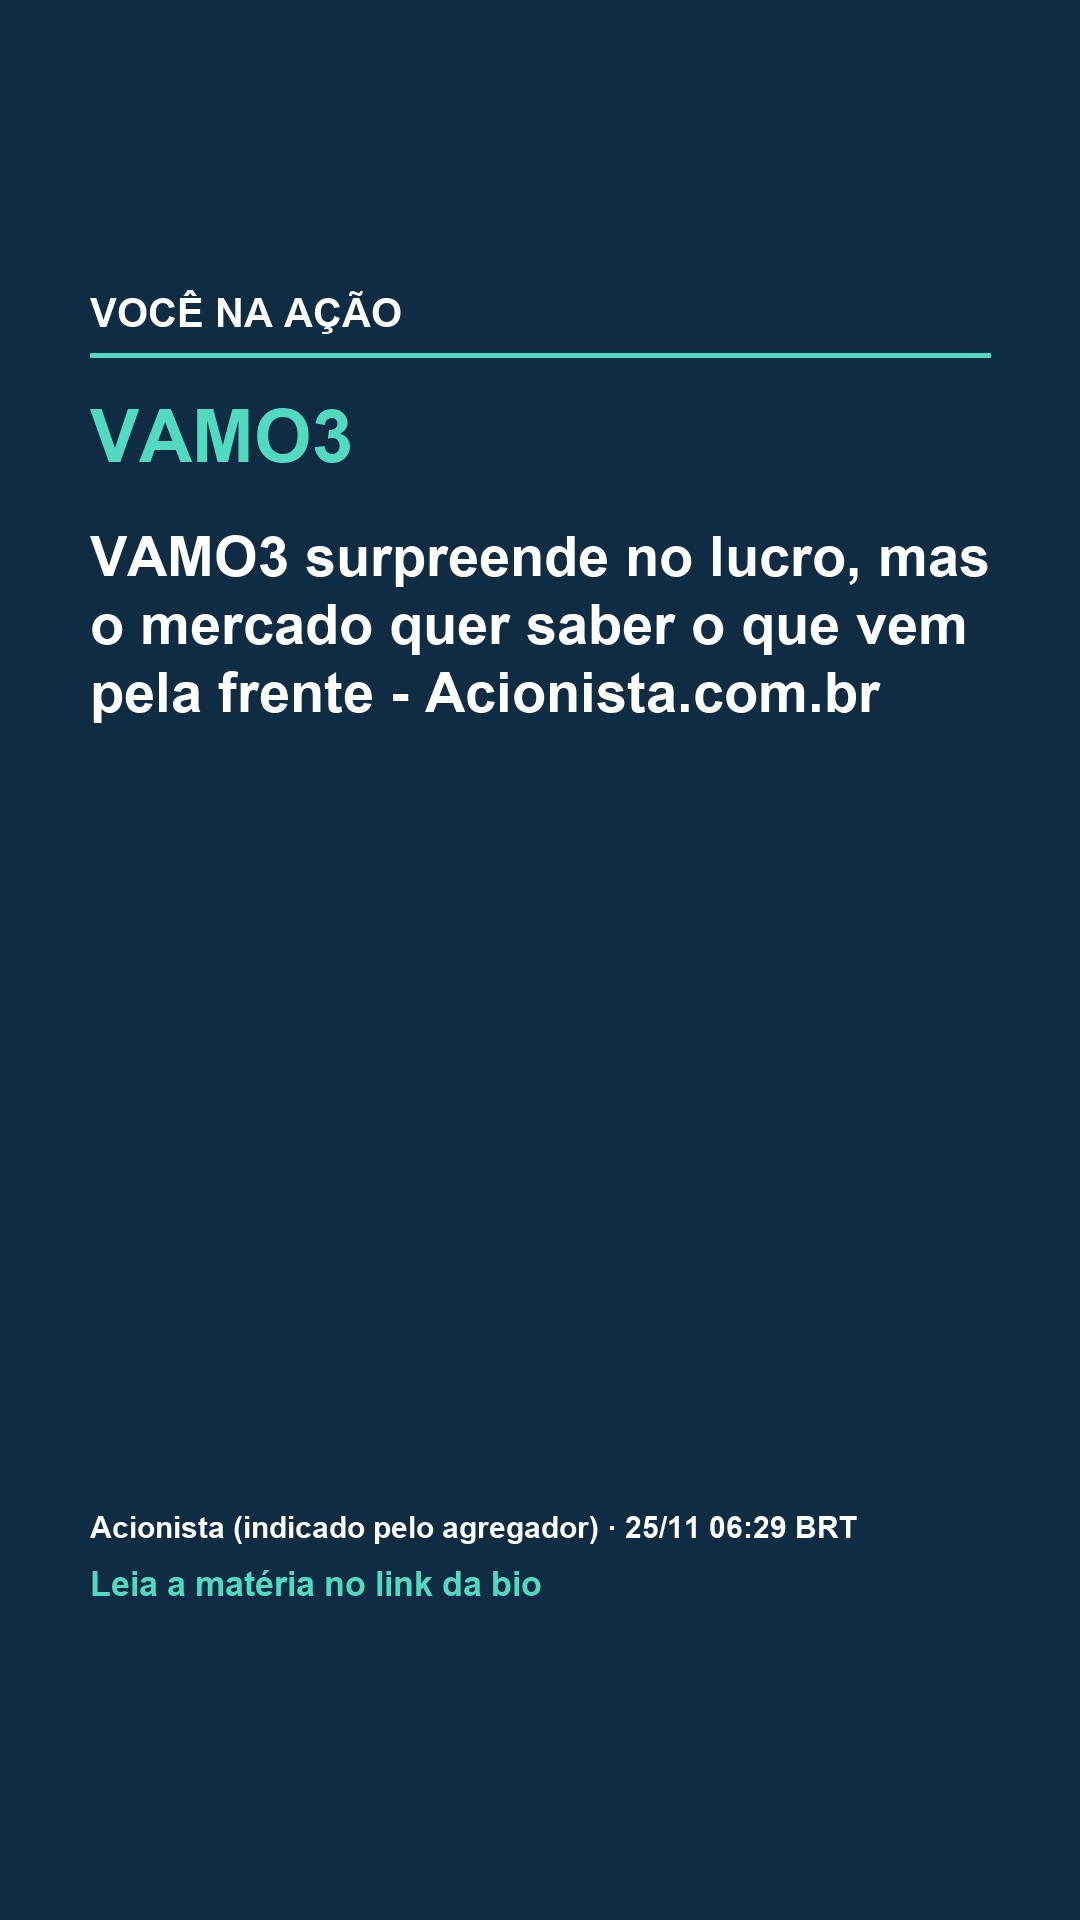 VOCÊ NA AÇÃO
VAMO3
VAMO3 surpreende no lucro, mas
o mercado quer saber o que vem
pela frente - Acionista.com.br
Acionista (indicado pelo agregador) · 25/11 06:29 BRT
Leia a matéria no link da bio